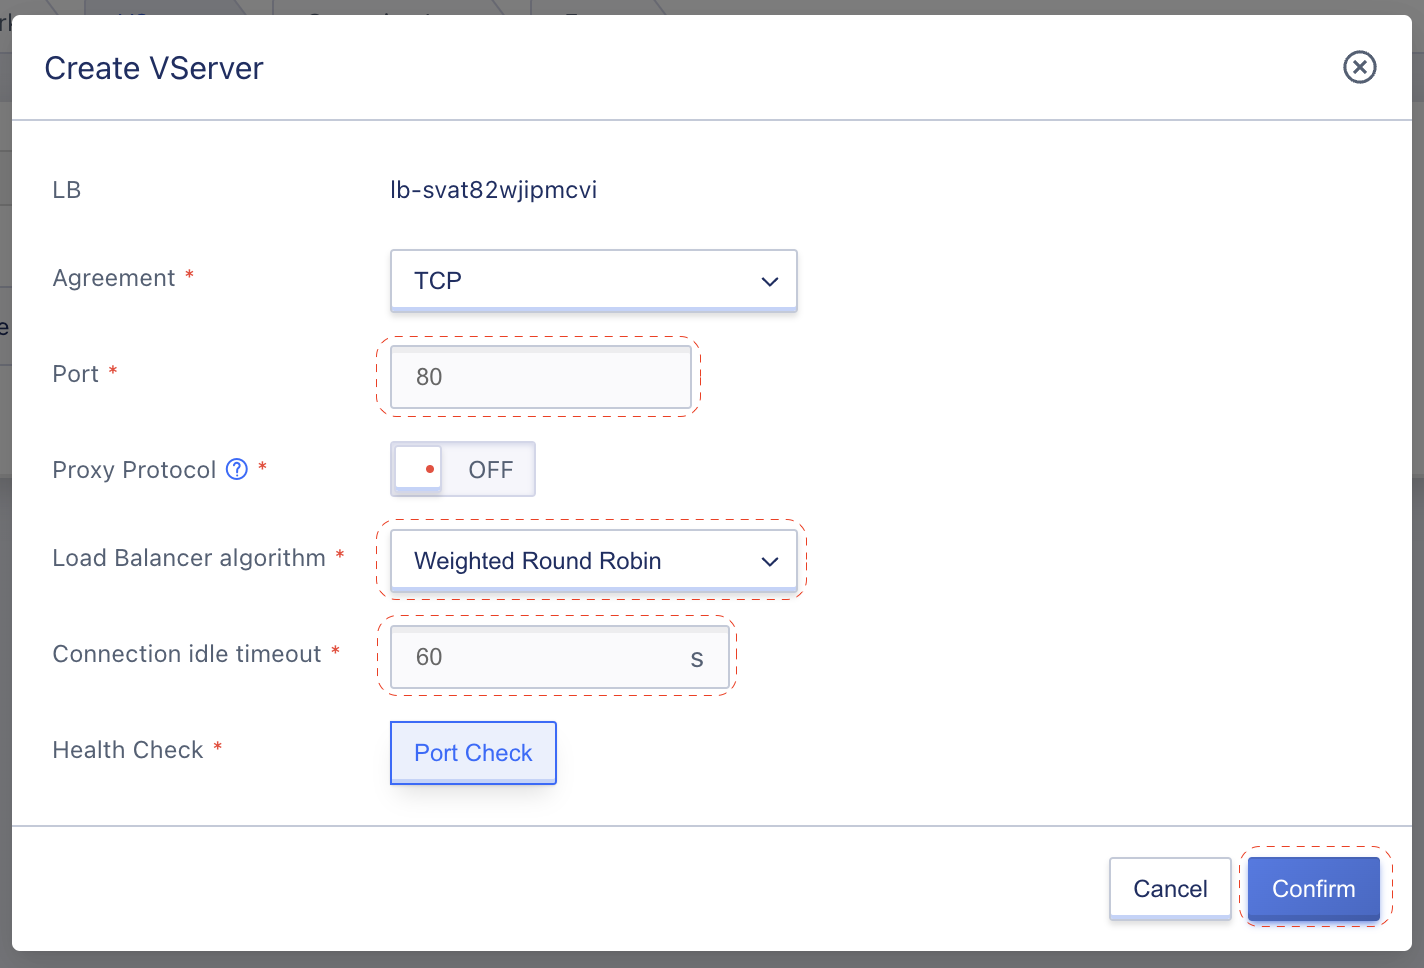 Create VServer
LB lb-svat82wjipmcvi
Agreement * TCP
Port * 80
Proxy Protocol ? * OFF
Load Balancer algorithm * Weighted Round Robin
Connection idle timeout * 60 s
Health Check * Port Check
Cancel Confirm